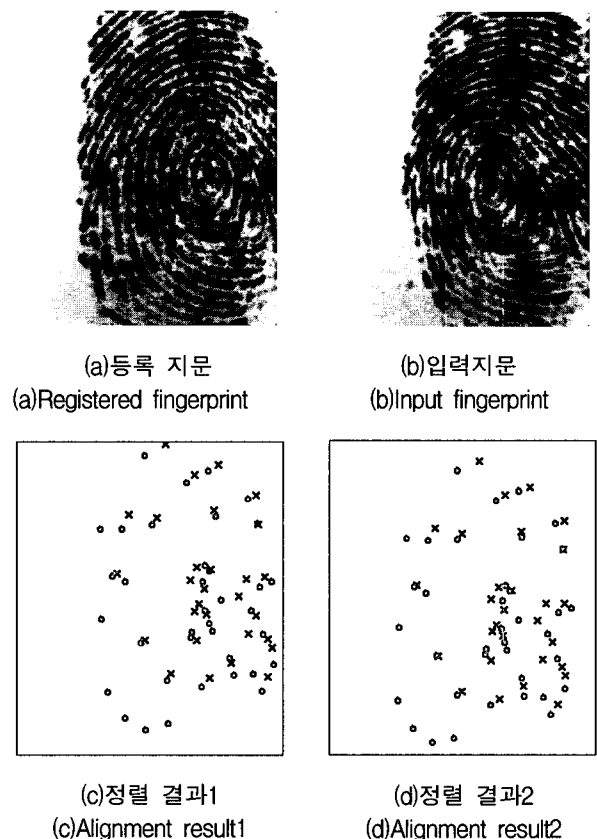 (a)등록 지문
(a)Registered fingerprint
(b)입력지문
(b)Input fingerprint
(c)정렬 결과1
(c)Alignment result1
(d)정렬 결과2
(d)Alignment result2